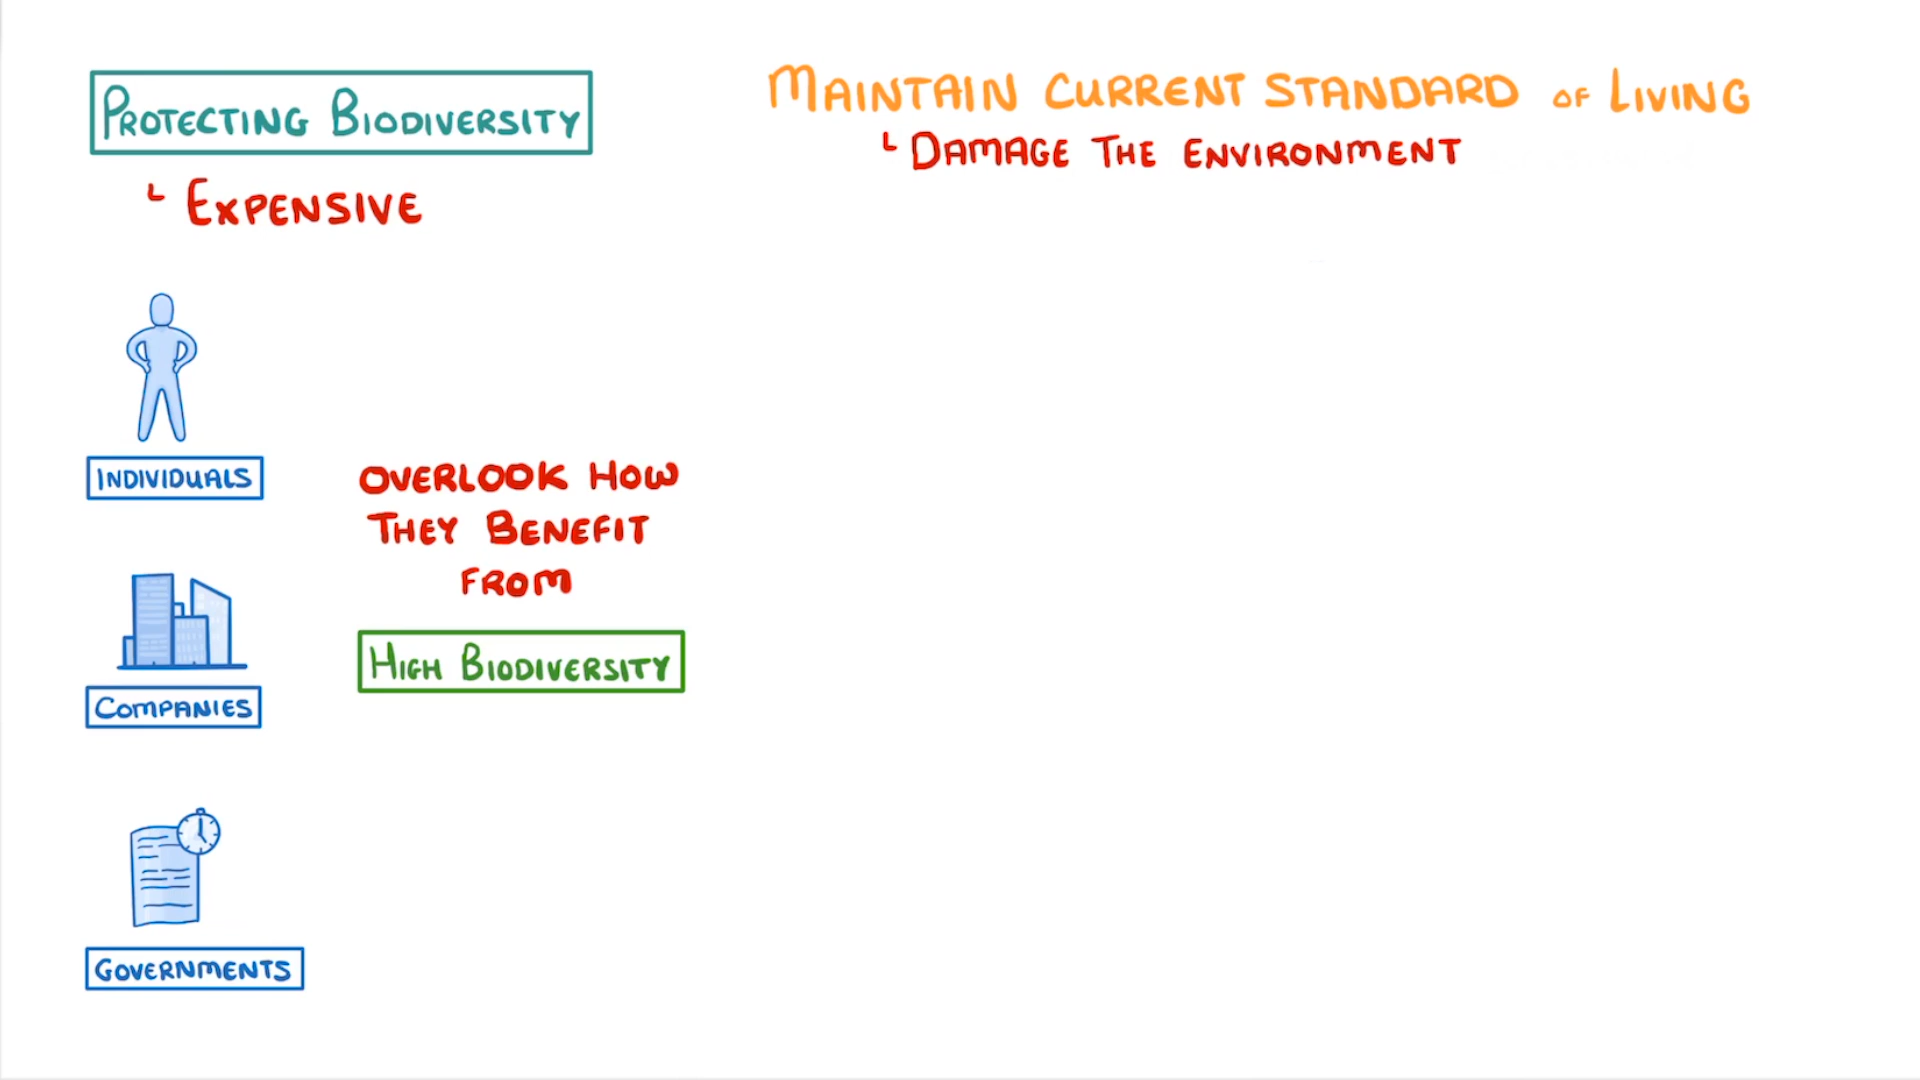 PROTECTING BIODIVERSITY
EXPENSIVE
MAINTAIN CURRENT STANDARD OF LIVING
DAMAGE THE ENVIRONMENT
INDIVIDUALS
OVERLOOK HOW
THEY BENEFIT
FROM
HIGH BIODIVERSITY
COMPANIES
GOVERNMENTS